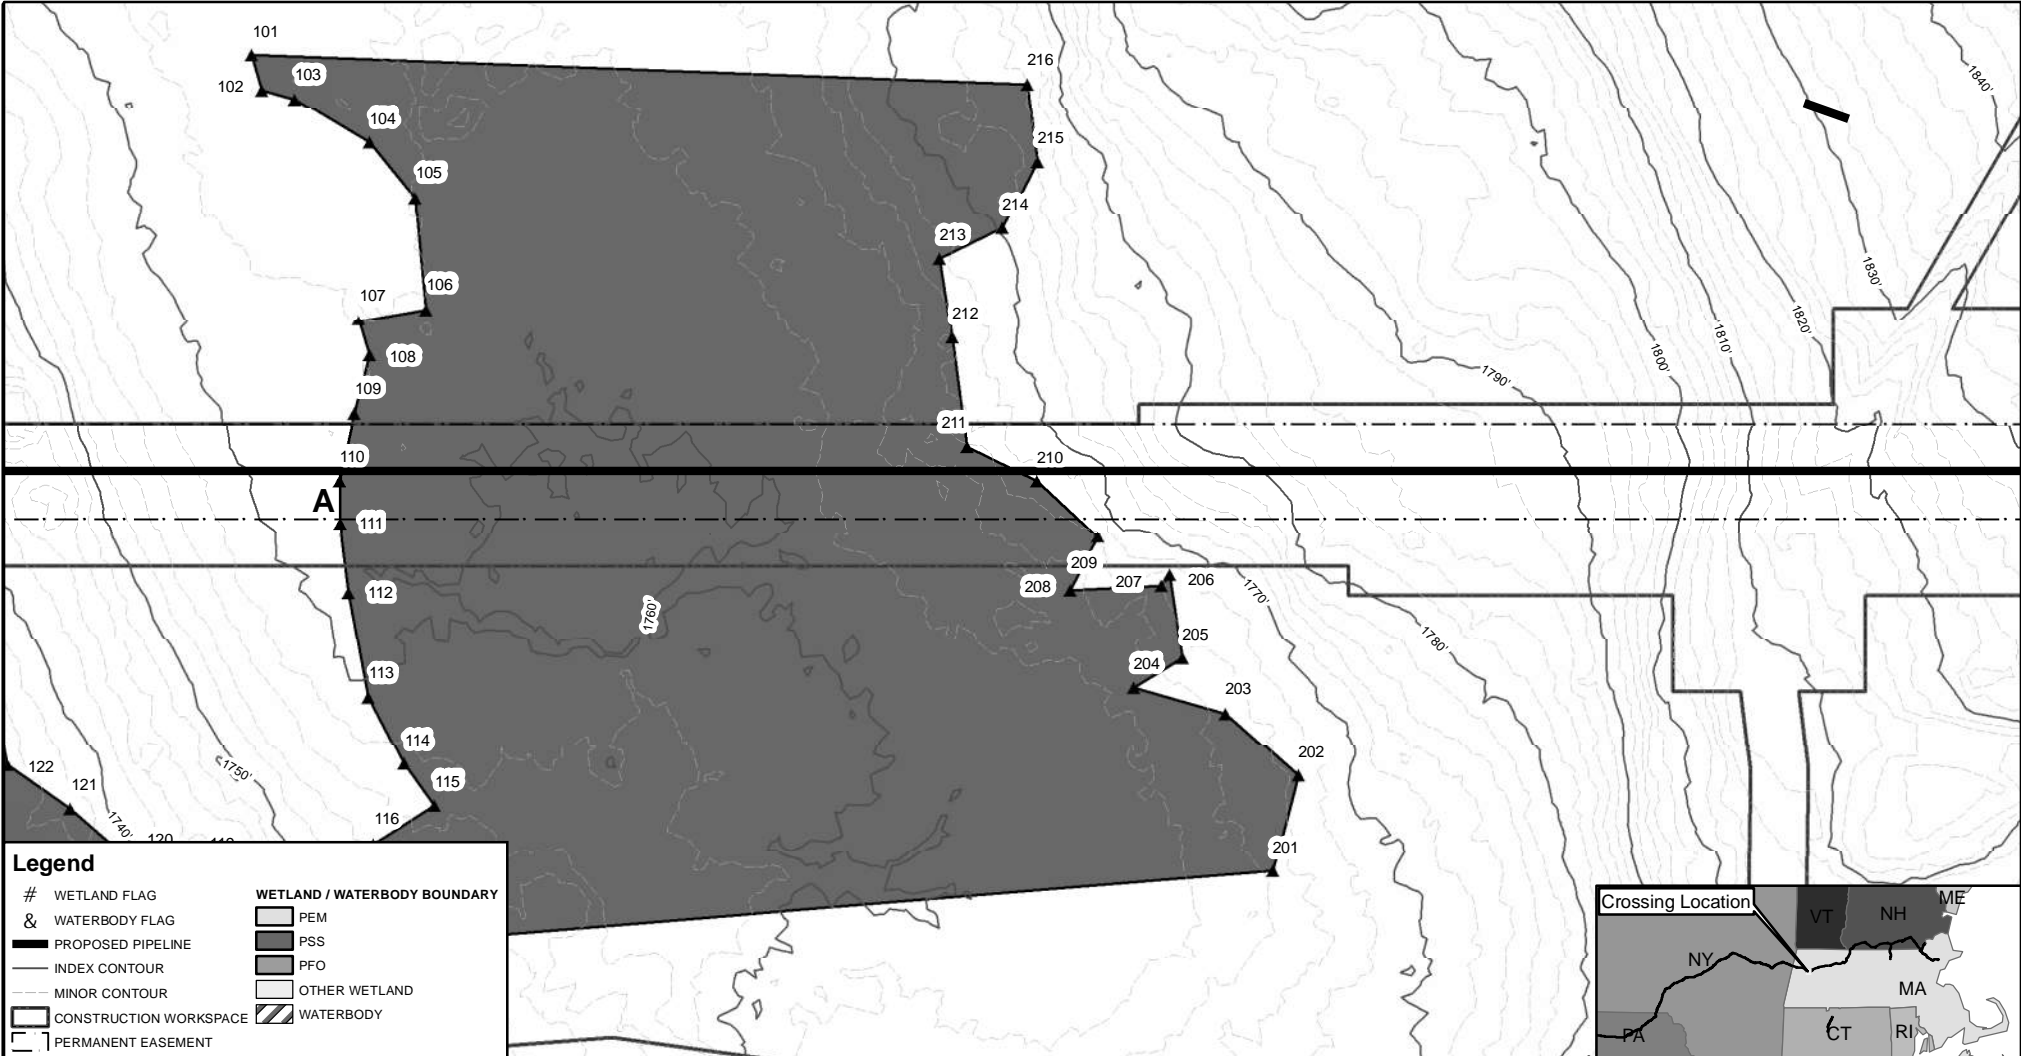 101
216
102
103
104
215
105
214
213
106
107
212
108
109
211
110
210
A
111
209
208
207
206
112
205
204
113
203
114
202
115
122
121
116
120
201
1840'
1830'
1820'
1810'
1800'
1790'
1780'
1770'
1760'
1750'
1740'
Legend
# WETLAND FLAG
& WATERBODY FLAG
PROPOSED PIPELINE
INDEX CONTOUR
MINOR CONTOUR
CONSTRUCTION WORKSPACE
PERMANENT EASEMENT
WETLAND / WATERBODY BOUNDARY
PEM
PSS
PFO
OTHER WETLAND
WATERBODY
Crossing Location
VT
NH
ME
NY
MA
PA
CT
RI